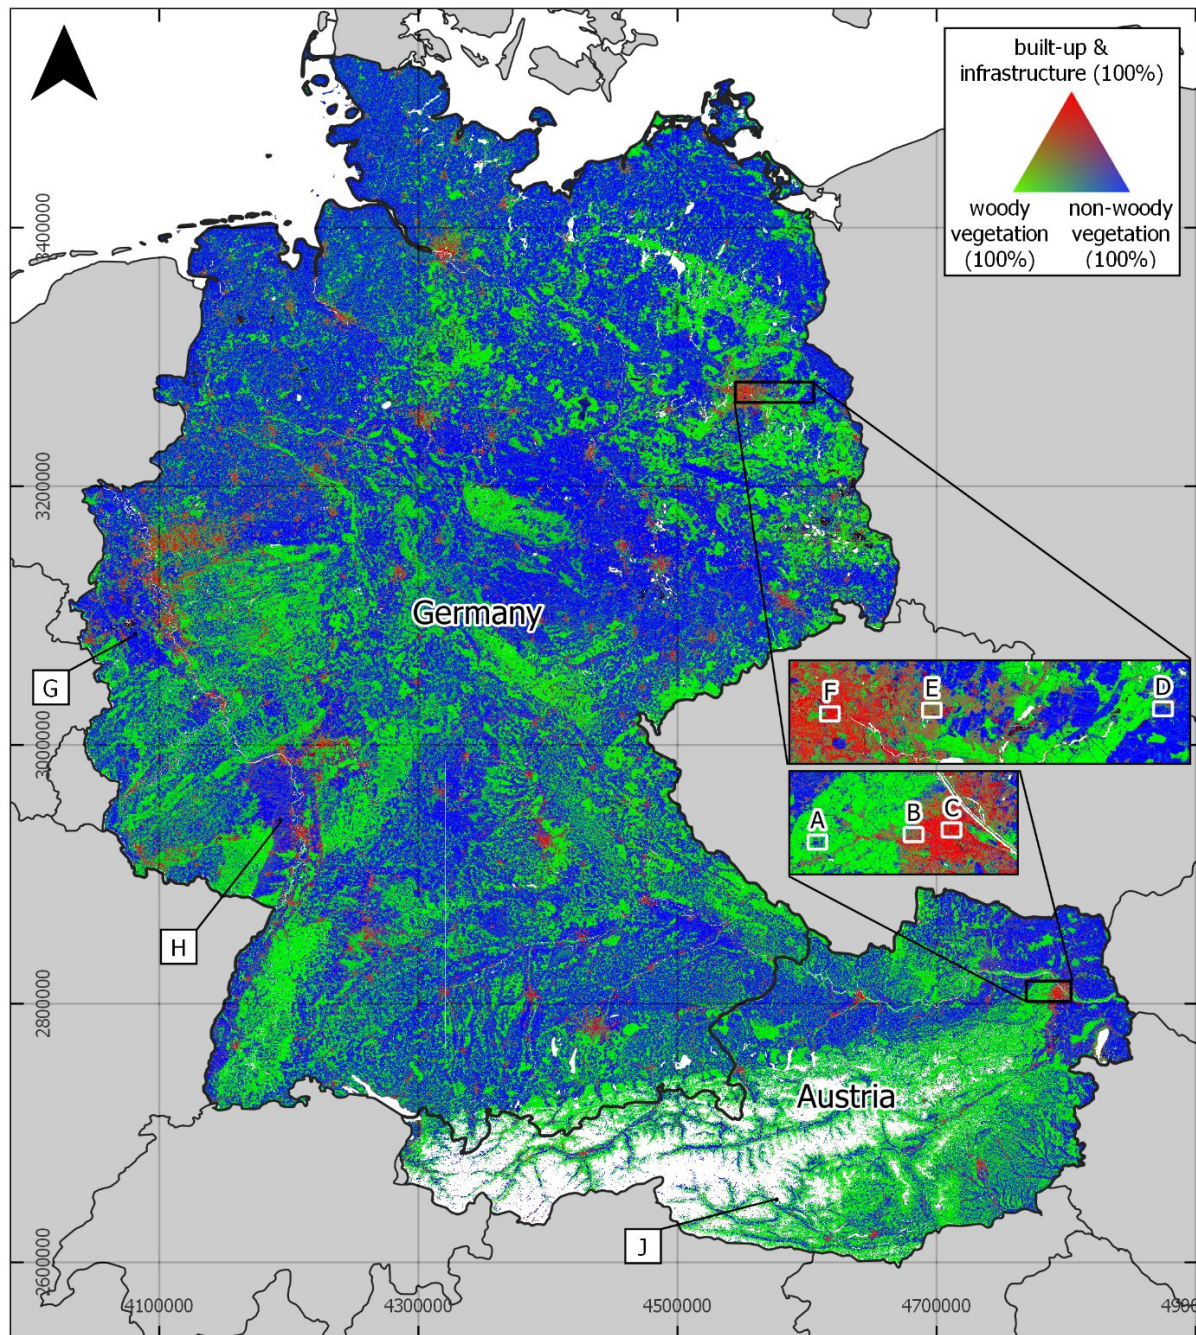 built-up &
infrastructure (100%)
woody
vegetation
(100%)
non-woody
vegetation
(100%)
3400000
3200000
Germany
G
F
E
D
3000000
A
B
C
H
2800000
Austria
J
2600000
4100000
4300000
4500000
4700000
4900